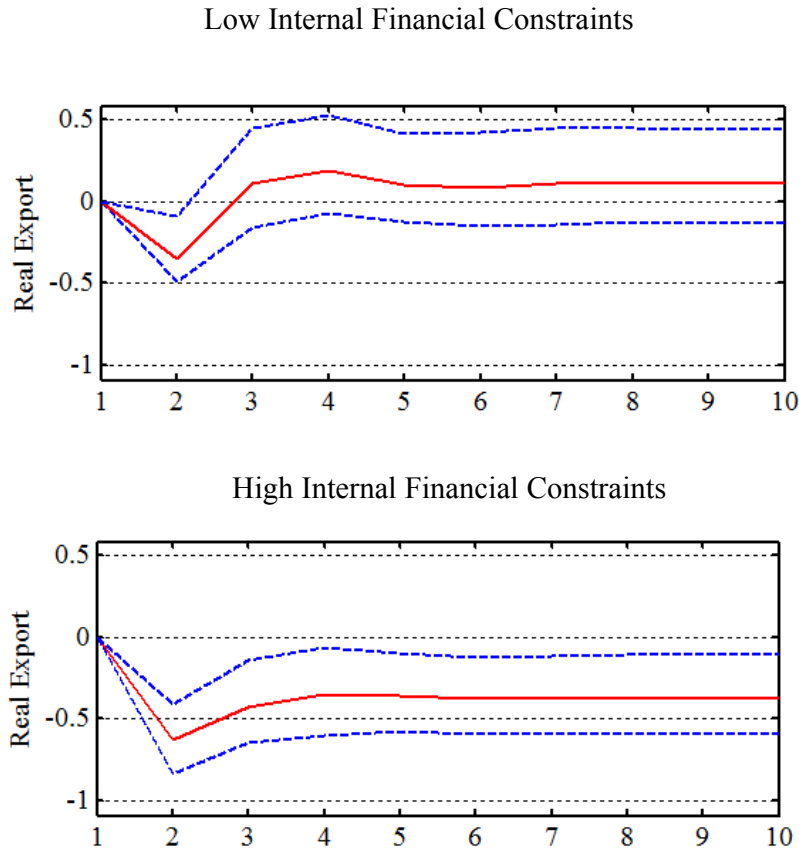 Low Internal Financial Constraints
Real Export
0.5
0
-0.5
-1
1 2 3 4 5 6 7 8 9 10
High Internal Financial Constraints
Real Export
0.5
0
-0.5
-1
1 2 3 4 5 6 7 8 9 10